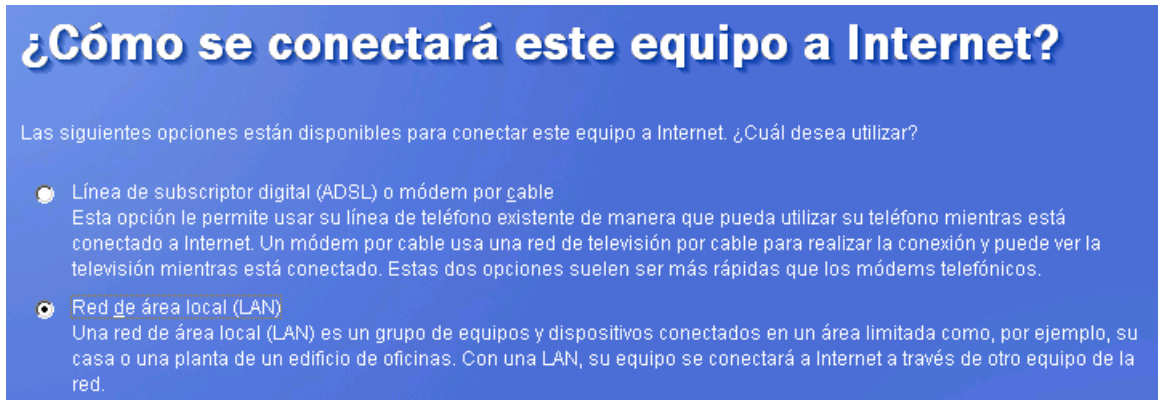 ¿Cómo se conectará este equipo a Internet?
Las siguientes opciones están disponibles para conectar este equipo a Internet. ¿Cuál desea utilizar?
Línea de subscriptor digital (ADSL) o módem por cable
Esta opción le permite usar su línea de teléfono existente de manera que pueda utilizar su teléfono mientras está
conectado a Internet. Un módem por cable usa una red de televisión por cable para realizar la conexión y puede ver la
televisión mientras está conectado. Estas dos opciones suelen ser más rápidas que los módems telefónicos.
Red de área local (LAN)
Una red de área local (LAN) es un grupo de equipos y dispositivos conectados en un área limitada como, por ejemplo, su
casa o una planta de un edificio de oficinas. Con una LAN, su equipo se conectará a Internet a través de otro equipo de la
red.